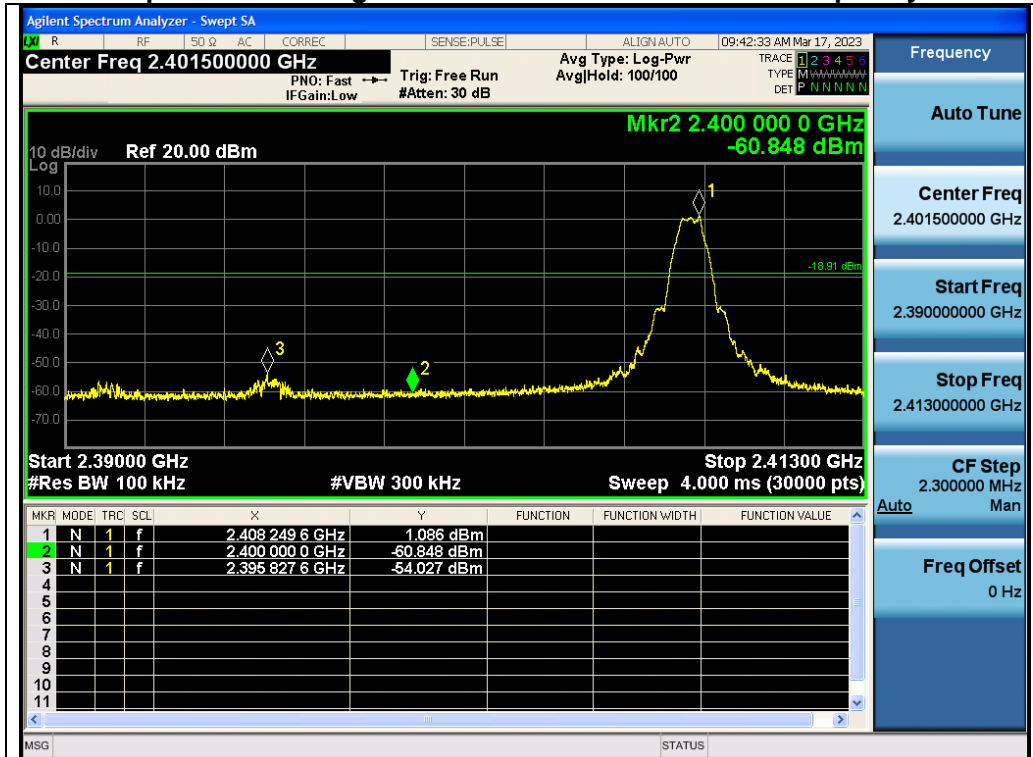 Agilent Spectrum Analyzer - Swept SA
LXI R RF 50 Ω AC CORREC SENSE:PULSE ALIGN AUTO 09:42:33 AM Mar 17, 2023
Center Freq 2.401500000 GHz
PNO: Fast
IFGain:Low
Trig: Free Run
#Atten: 30 dB
Avg Type: Log-Pwr
Avg|Hold: 100/100
TRACE 1 2 3 4 5 6
TYPE M WWWWW
DET P N N N N N
Mkr2 2.400 000 0 GHz
-60.848 dBm
10 dB/div Ref 20.00 dBm
Log
10.0
0.00
-10.0
-20.0
-30.0
-40.0
-50.0
-60.0
-70.0
1
-18.91 dBm
3
2
Start 2.39000 GHz Stop 2.41300 GHz
#Res BW 100 kHz #VBW 300 kHz Sweep 4.000 ms (30000 pts)
MKR MODE TRC SCL X Y FUNCTION FUNCTION WIDTH FUNCTION VALUE
1 N 1 f 2.408 249 6 GHz 1.086 dBm
2 N 1 f 2.400 000 0 GHz -60.848 dBm
3 N 1 f 2.395 827 6 GHz -54.027 dBm
4
5
6
7
8
9
10
11
MSG STATUS
Frequency
Auto Tune
Center Freq
2.401500000 GHz
Start Freq
2.390000000 GHz
Stop Freq
2.413000000 GHz
CF Step
2.300000 MHz
Auto Man
Freq Offset
0 Hz